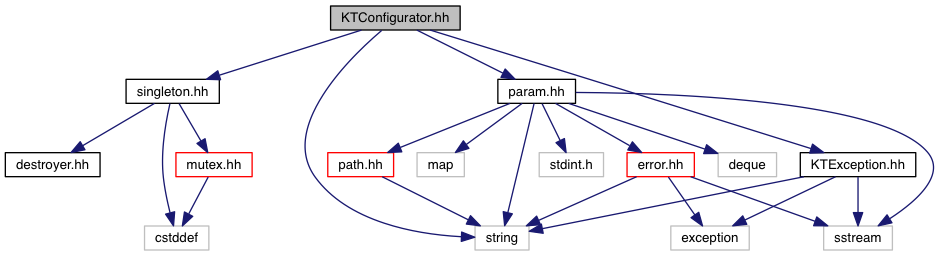 KTConfigurator.hh
singleton.hh
param.hh
destroyer.hh
mutex.hh
path.hh
map
stdint.h
error.hh
deque
KTException.hh
cstddef
string
exception
sstream